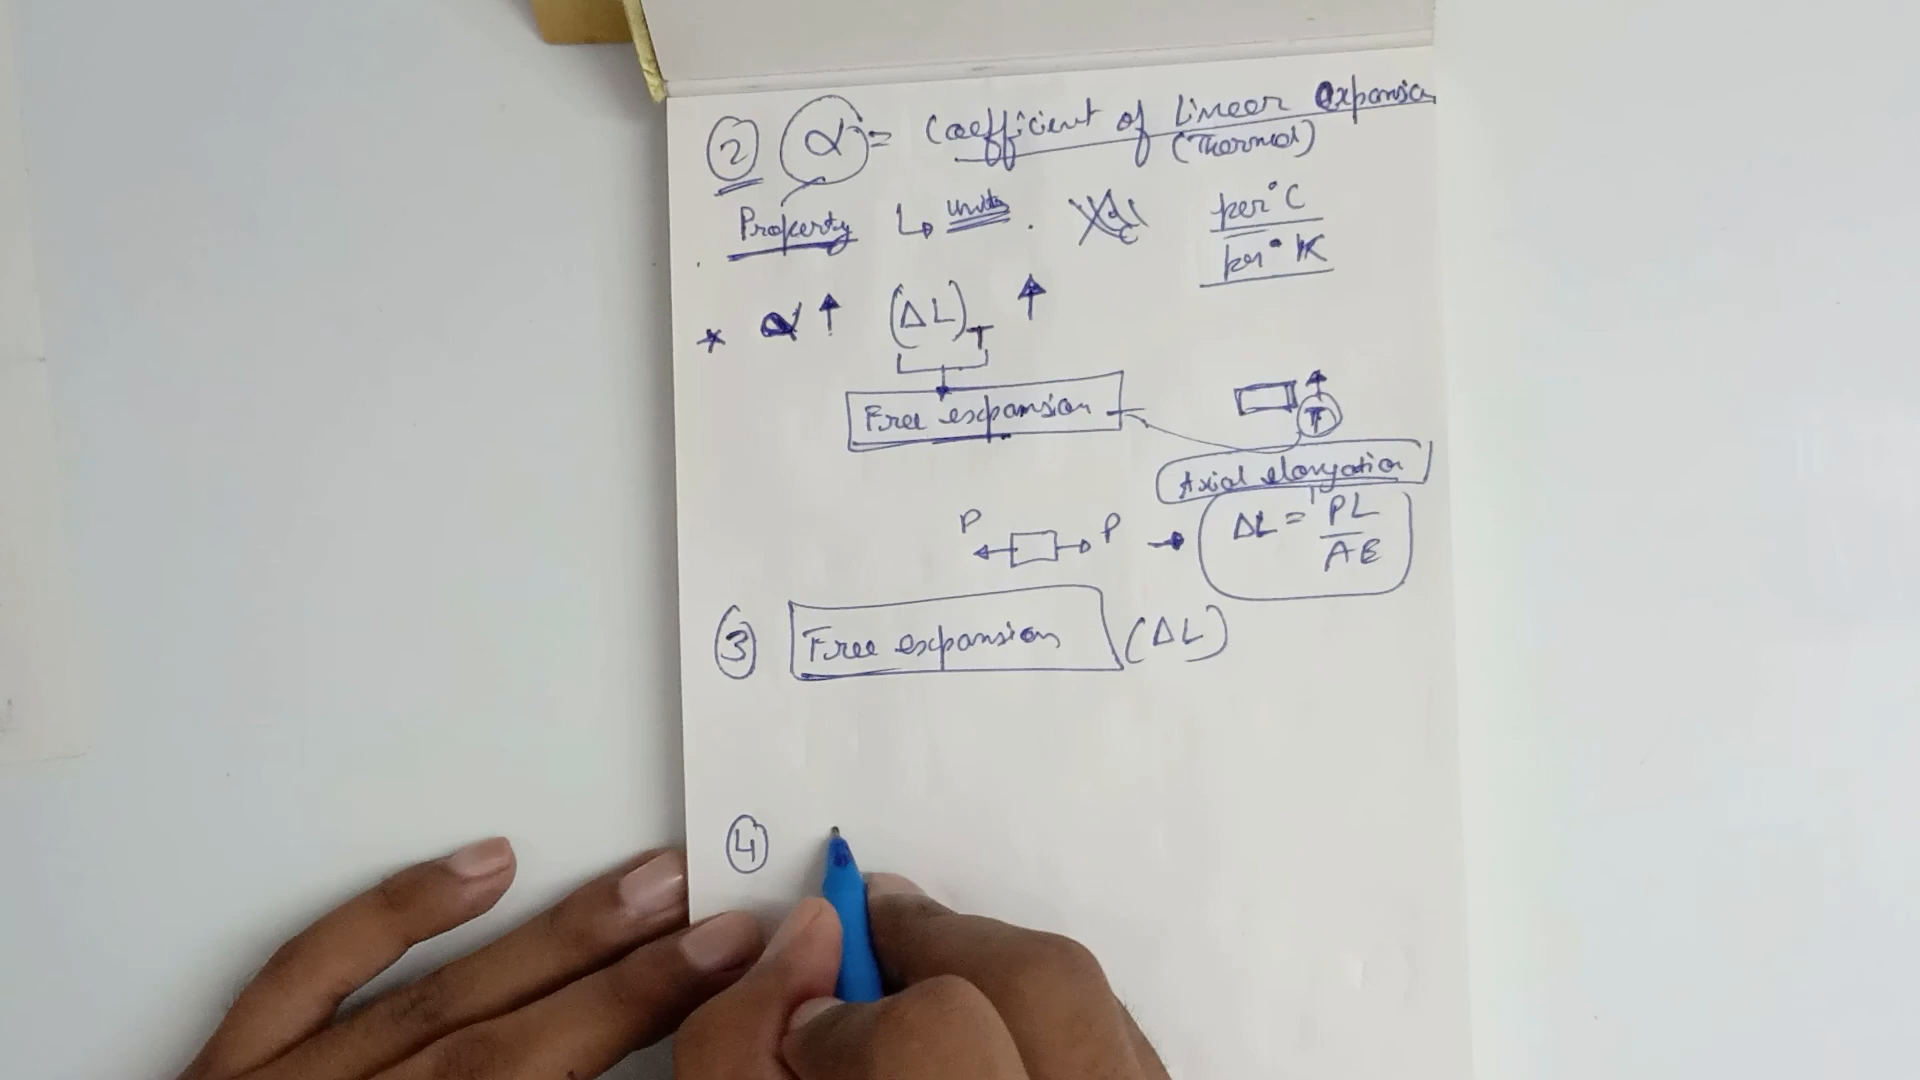 ② α = Coefficient of Linear expansion
(Thermal)
Property ↳ units. per°C
per°K
* α ↑ (ΔL)T ↑
Free expansion
T ↑
Axial elongation
P P → ΔL = PL/AE
③ Free expansion (ΔL)
④